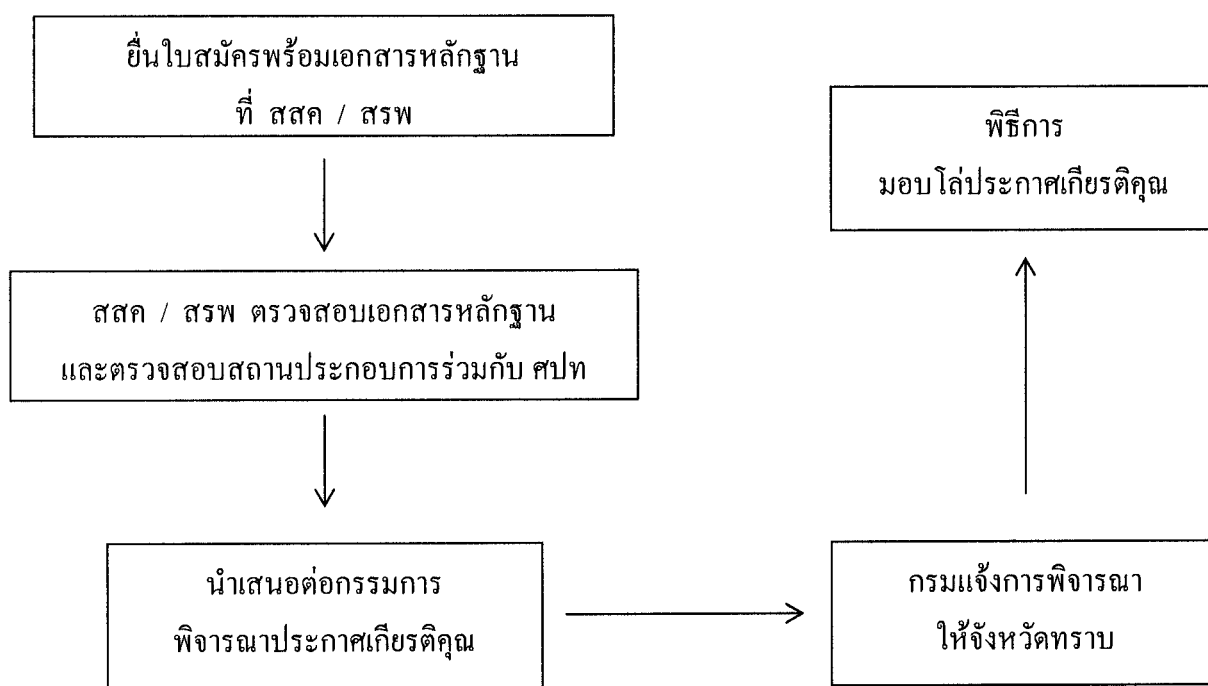 ยื่นใบสมัครพร้อมเอกสารหลักฐาน
ที่ สสค / สรพ
สสค / สรพ ตรวจสอบเอกสารหลักฐาน
และตรวจสอบสถานประกอบการร่วมกับ ศปท
นำเสนอต่อกรรมการ
พิจารณาประกาศเกียรติคุณ
กรมแจ้งการพิจารณา
ให้จังหวัดทราบ
พิธีการ
มอบโล่ประกาศเกียรติคุณ